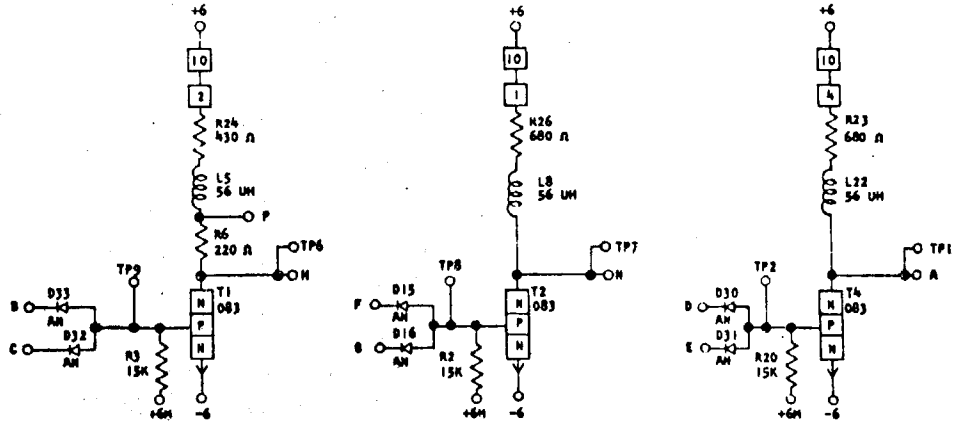 +6
10
2
R24
430 Ω
L5
56 UH
P
R6
220 Ω
TP6
TP9
N
B
D33
AN
C
D32
AN
T1
083
N
P
N
R3
15K
+6M
-6
+6
10
1
R26
680 Ω
L8
56 UH
TP7
TP8
N
F
D15
AN
G
D16
AN
T2
083
N
P
N
R2
15K
+6M
-6
+6
10
4
R23
680 Ω
L22
56 UH
TP1
TP2
A
D
D30
AN
E
D31
AN
T4
083
N
P
N
R20
15K
+6M
-6